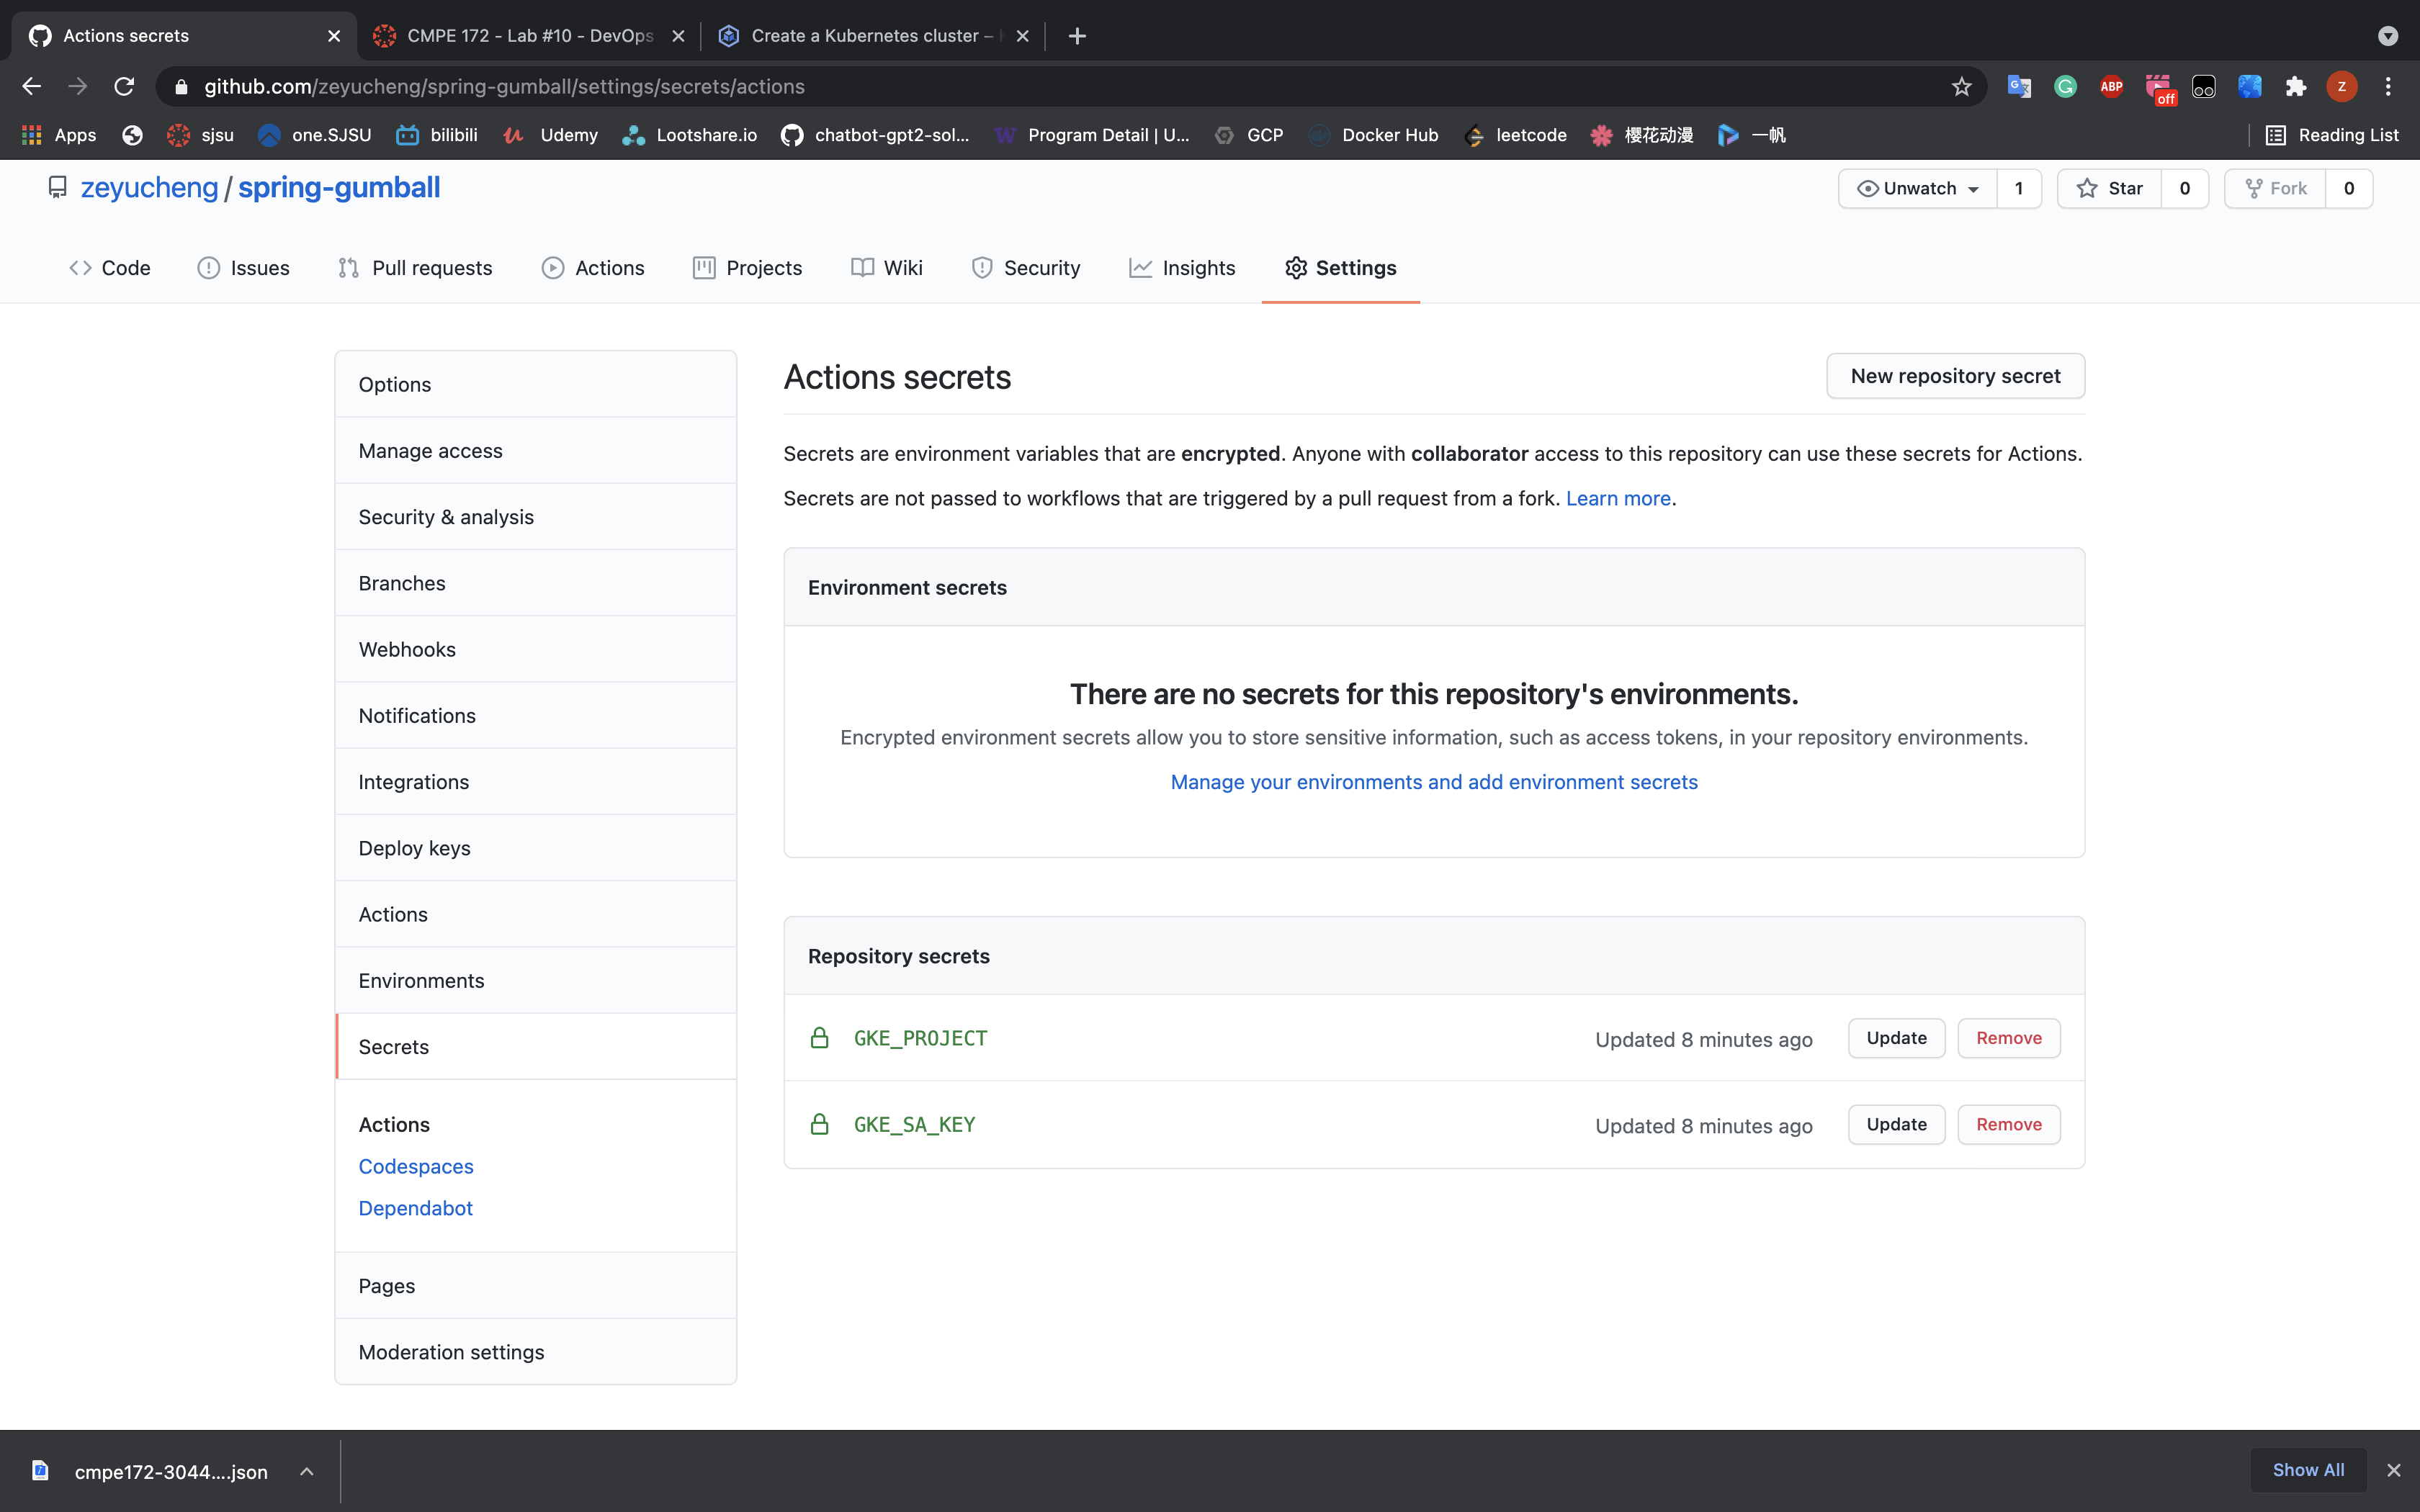 Actions secrets
CMPE 172 - Lab #10 - DevOps
Create a Kubernetes cluster –
github.com/zeyucheng/spring-gumball/settings/secrets/actions
ABP
off
Z
Apps
sjsu
one.SJSU
bilibili
Udemy
Lootshare.io
chatbot-gpt2-sol...
Program Detail | U...
GCP
Docker Hub
leetcode
樱花动漫
一帆
Reading List
zeyucheng / spring-gumball
Unwatch 1
Star 0
Fork 0
Code
Issues
Pull requests
Actions
Projects
Wiki
Security
Insights
Settings
Options
Manage access
Security & analysis
Branches
Webhooks
Notifications
Integrations
Deploy keys
Actions
Environments
Secrets
Actions
Codespaces
Dependabot
Pages
Moderation settings
Actions secrets
New repository secret
Secrets are environment variables that are encrypted. Anyone with collaborator access to this repository can use these secrets for Actions.
Secrets are not passed to workflows that are triggered by a pull request from a fork. Learn more.
Environment secrets
There are no secrets for this repository's environments.
Encrypted environment secrets allow you to store sensitive information, such as access tokens, in your repository environments.
Manage your environments and add environment secrets
Repository secrets
GKE_PROJECT Updated 8 minutes ago Update Remove
GKE_SA_KEY Updated 8 minutes ago Update Remove
cmpe172-3044....json
Show All